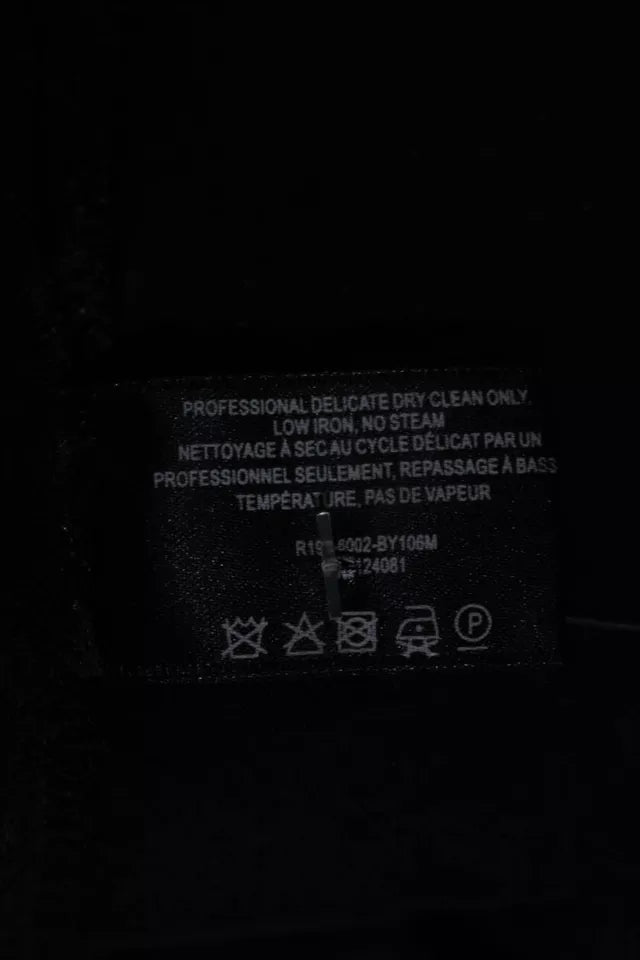 PROFESSIONAL DELICATE DRY CLEAN ONLY.
LOW IRON, NO STEAM
NETTOYAGE À SEC AU CYCLE DÉLICAT PAR UN
PROFESSIONNEL SEULEMENT, REPASSAGE À BASS
TEMPÉRATURE, PAS DE VAPEUR
P